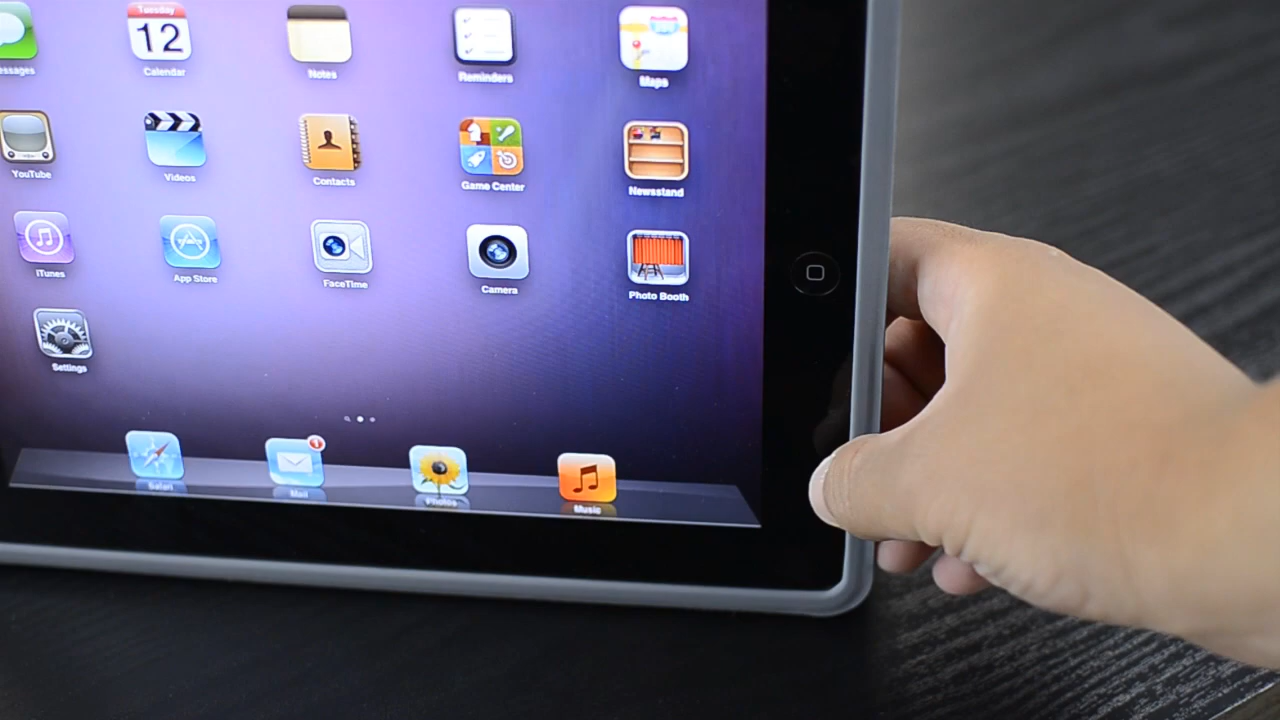 Tuesday
12
essages
Calendar
Notes
Reminders
Maps
YouTube
Videos
Contacts
Game Center
Newsstand
iTunes
App Store
FaceTime
Camera
Photo Booth
Settings
1
Safari
Mail
Photos
Music